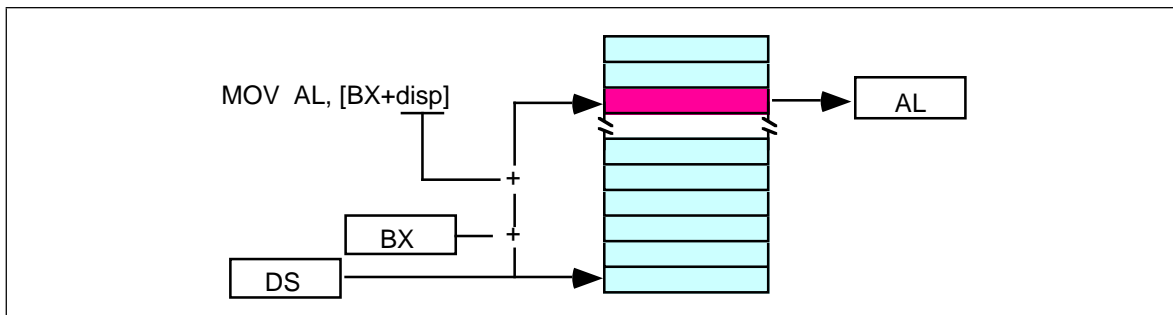 MOV AL, [BX+disp]
AL
+
BX
+
DS